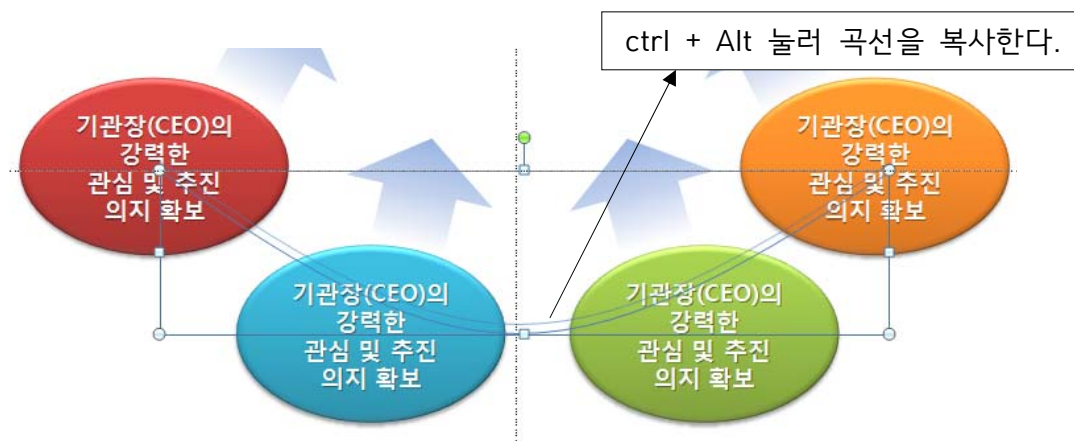 ctrl + Alt 눌러 곡선을 복사한다.
기관장(CEO)의
강력한
관심 및 추진
의지 확보
기관장(CEO)의
강력한
관심 및 추진
의지 확보
기관장(CEO)의
강력한
관심 및 추진
의지 확보
기관장(CEO)의
강력한
관심 및 추진
의지 확보